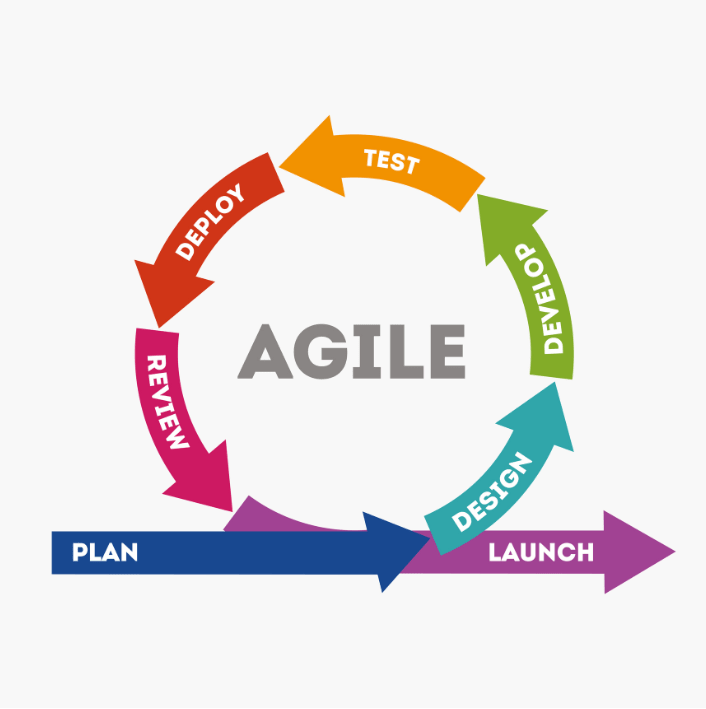 PLAN
DESIGN
DEVELOP
TEST
DEPLOY
REVIEW
LAUNCH
AGILE